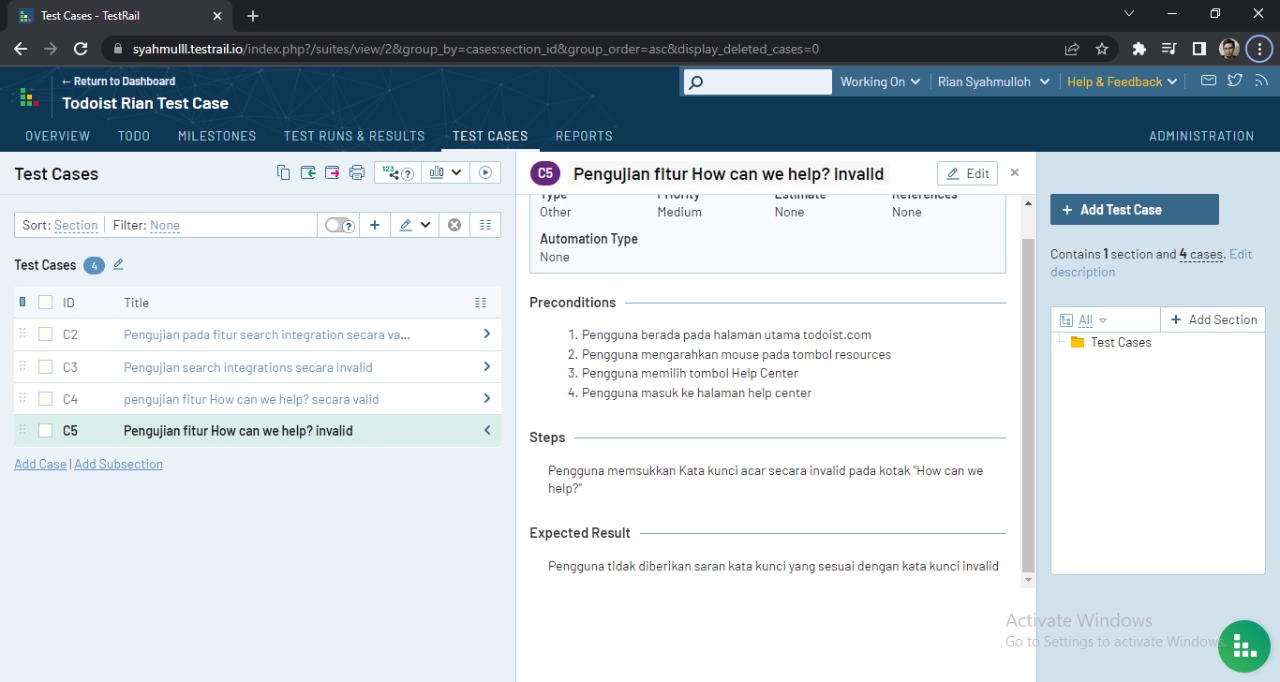 Test Cases - TestRail
syahmulll.testrail.io/index.php?/suites/view/2&group_by=cases:section_id&group_order=asc&display_deleted_cases=0
← Return to Dashboard
Todoist Rian Test Case
Working On
Rian Syahmulloh
Help & Feedback
OVERVIEW
TODO
MILESTONES
TEST RUNS & RESULTS
TEST CASES
REPORTS
ADMINISTRATION
Test Cases
123
?
Sort: Section
Filter: None
?
Test Cases 4
ID
Title
C2 Pengujian pada fitur search integration secara va...
C3 Pengujian search integrations secara invalid
C4 pengujian fitur How can we help? secara valid
C5 Pengujian fitur How can we help? invalid
Add Case | Add Subsection
C5 Pengujian fitur How can we help? invalid
Edit
Type Priority Estimate References
Other Medium None None
Automation Type
None
Preconditions
1. Pengguna berada pada halaman utama todoist.com
2. Pengguna mengarahkan mouse pada tombol resources
3. Pengguna memilih tombol Help Center
4. Pengguna masuk ke halaman help center
Steps
Pengguna memsukkan Kata kunci acar secara invalid pada kotak "How can we
help?"
Expected Result
Pengguna tidak diberikan saran kata kunci yang sesuai dengan kata kunci invalid
+ Add Test Case
Contains 1 section and 4 cases. Edit
description
All
+ Add Section
Test Cases
Activate Windows
Go to Settings to activate Windows.